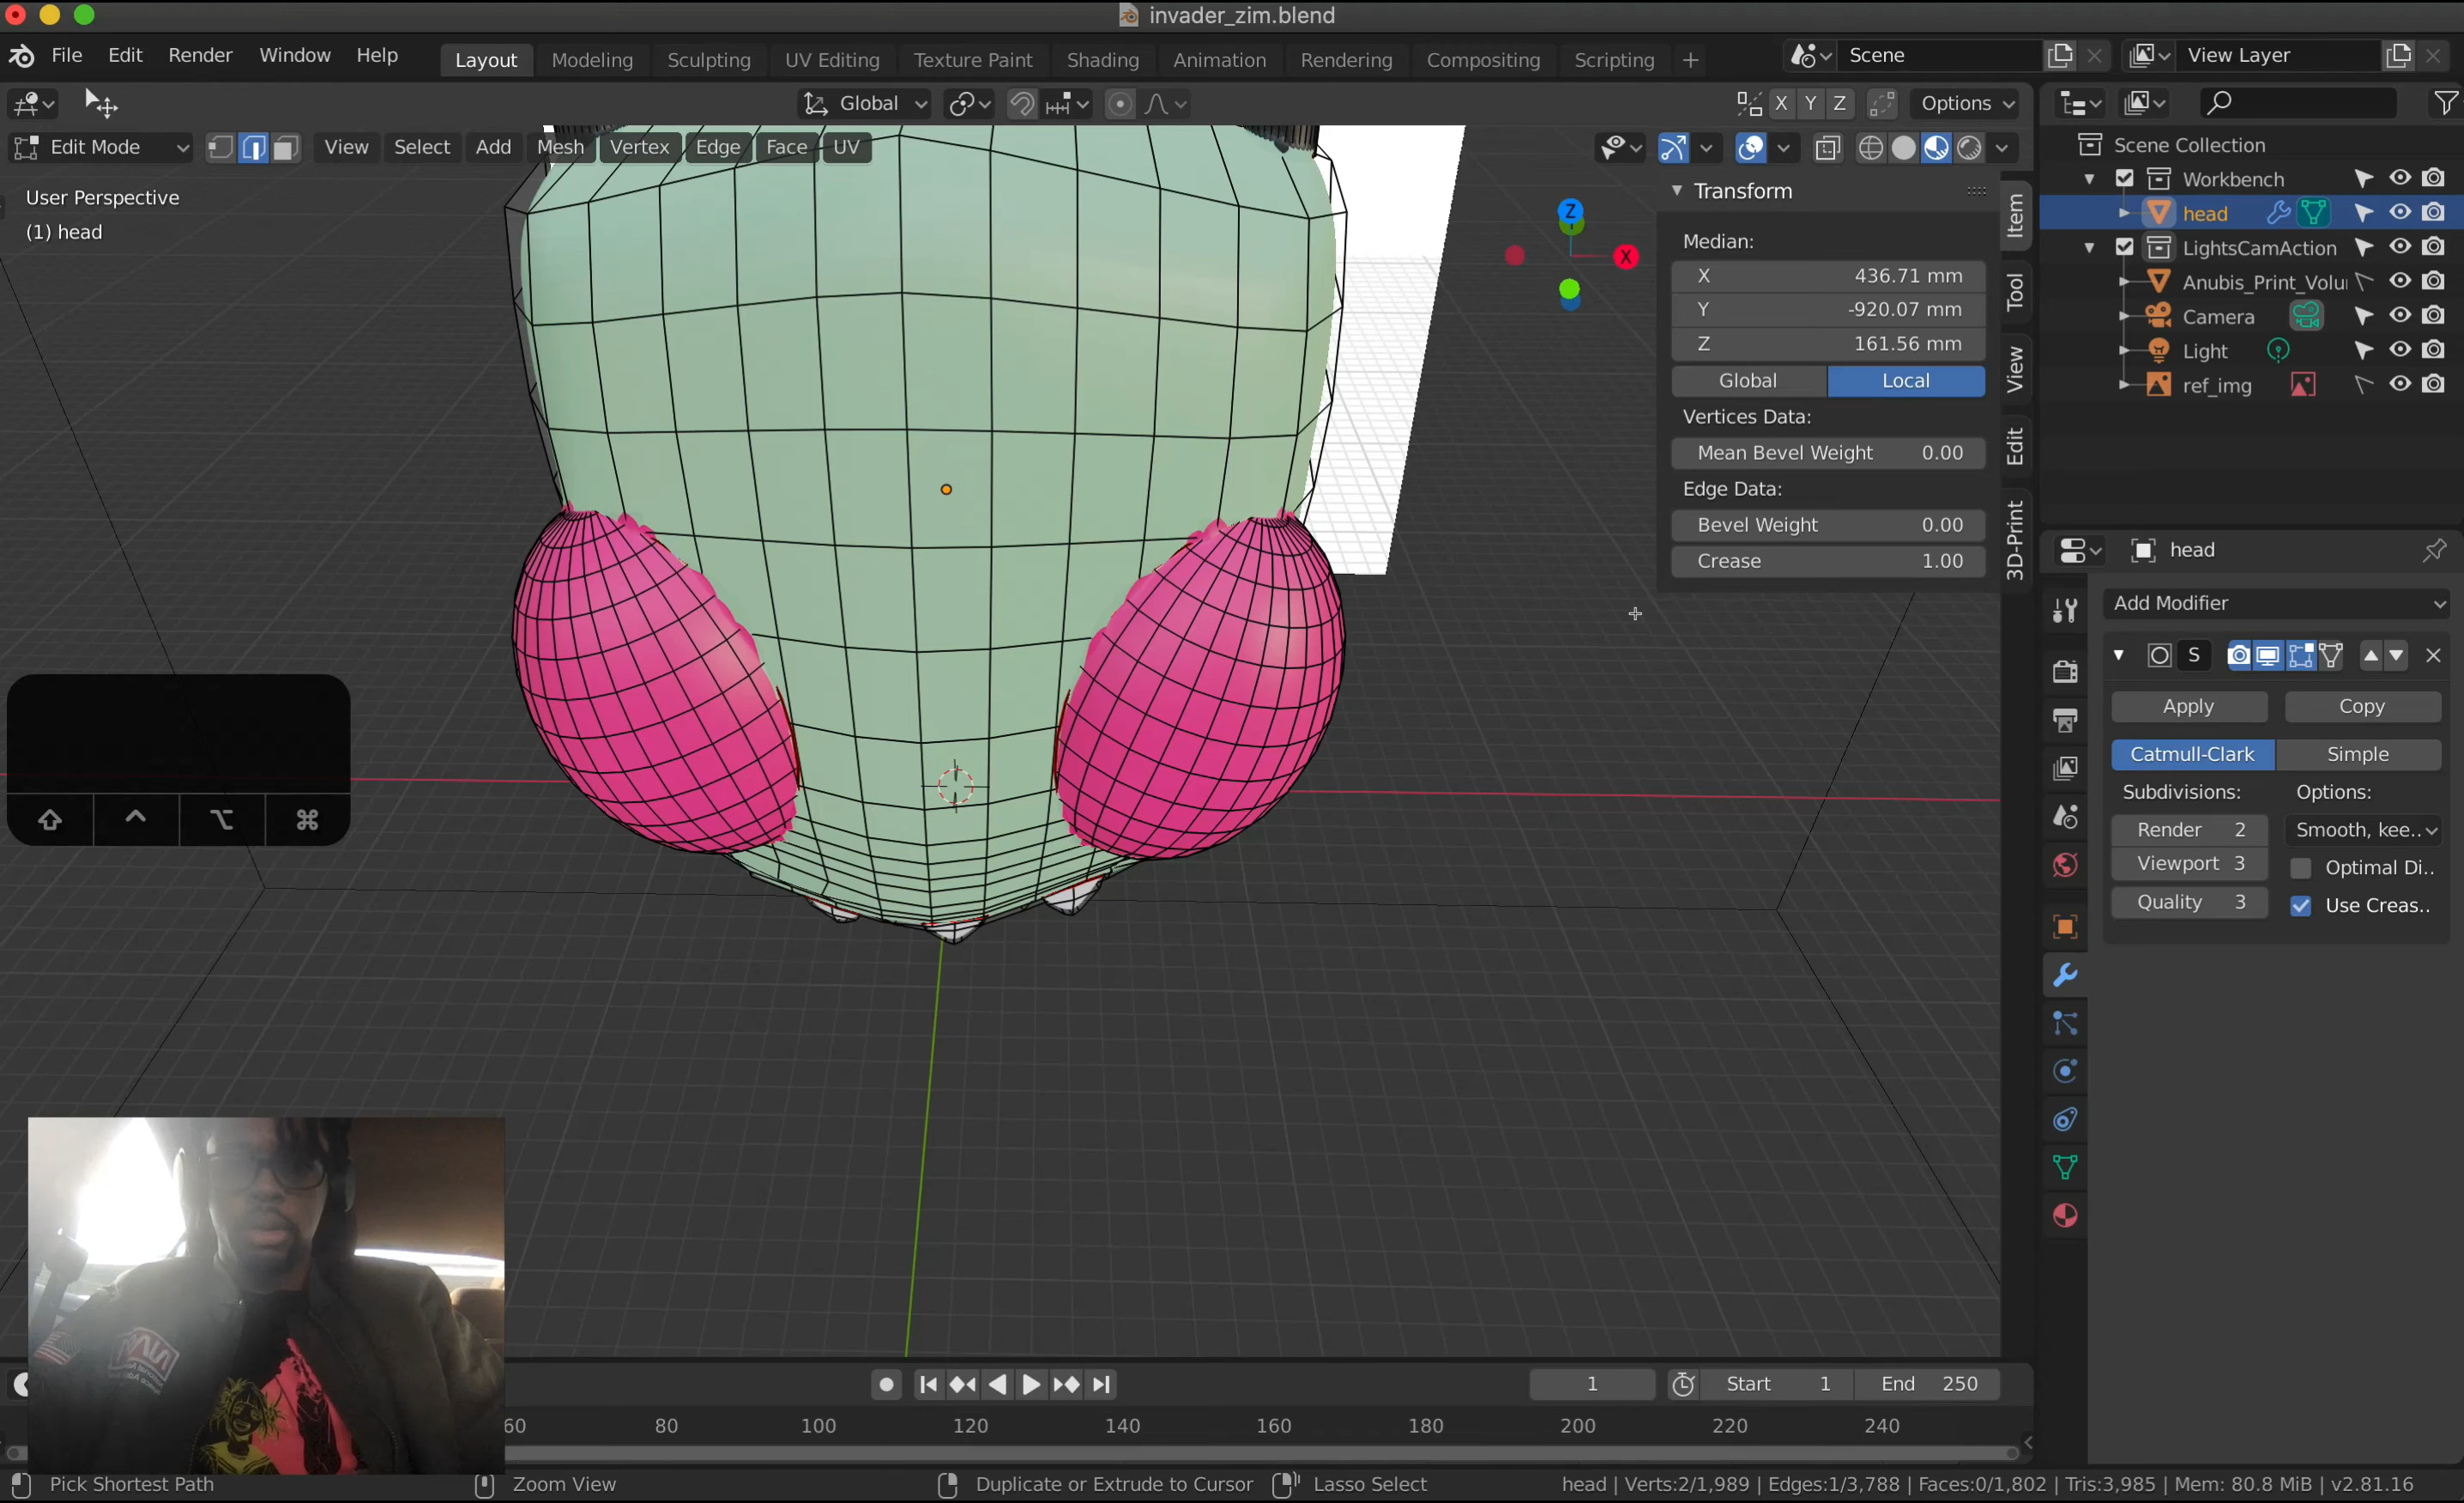 invader_zim.blend
File Edit Render Window Help Layout Modeling Sculpting UV Editing Texture Paint Shading Animation Rendering Compositing Scripting + Scene View Layer
Global X Y Z Options
Edit Mode View Select Add Mesh Vertex Edge Face UV
User Perspective
(1) head
Z
X
Transform
Median:
X 436.71 mm
Y -920.07 mm
Z 161.56 mm
Global Local
Vertices Data:
Mean Bevel Weight 0.00
Edge Data:
Bevel Weight 0.00
Crease 1.00
Item
Tool
View
Edit
3D-Print
Scene Collection
Workbench
head
LightsCamAction
Anubis_Print_Volu
Camera
Light
ref_img
head
Add Modifier
S
Apply Copy
Catmull-Clark Simple
Subdivisions: Options:
Render 2 Smooth, kee..
Viewport 3 Optimal Di..
Quality 3 Use Creas..
1 Start 1 End 250
60 80 100 120 140 160 180 200 220 240
Pick Shortest Path Zoom View Duplicate or Extrude to Cursor Lasso Select head | Verts:2/1,989 | Edges:1/3,788 | Faces:0/1,802 | Tris:3,985 | Mem: 80.8 MiB | v2.81.16